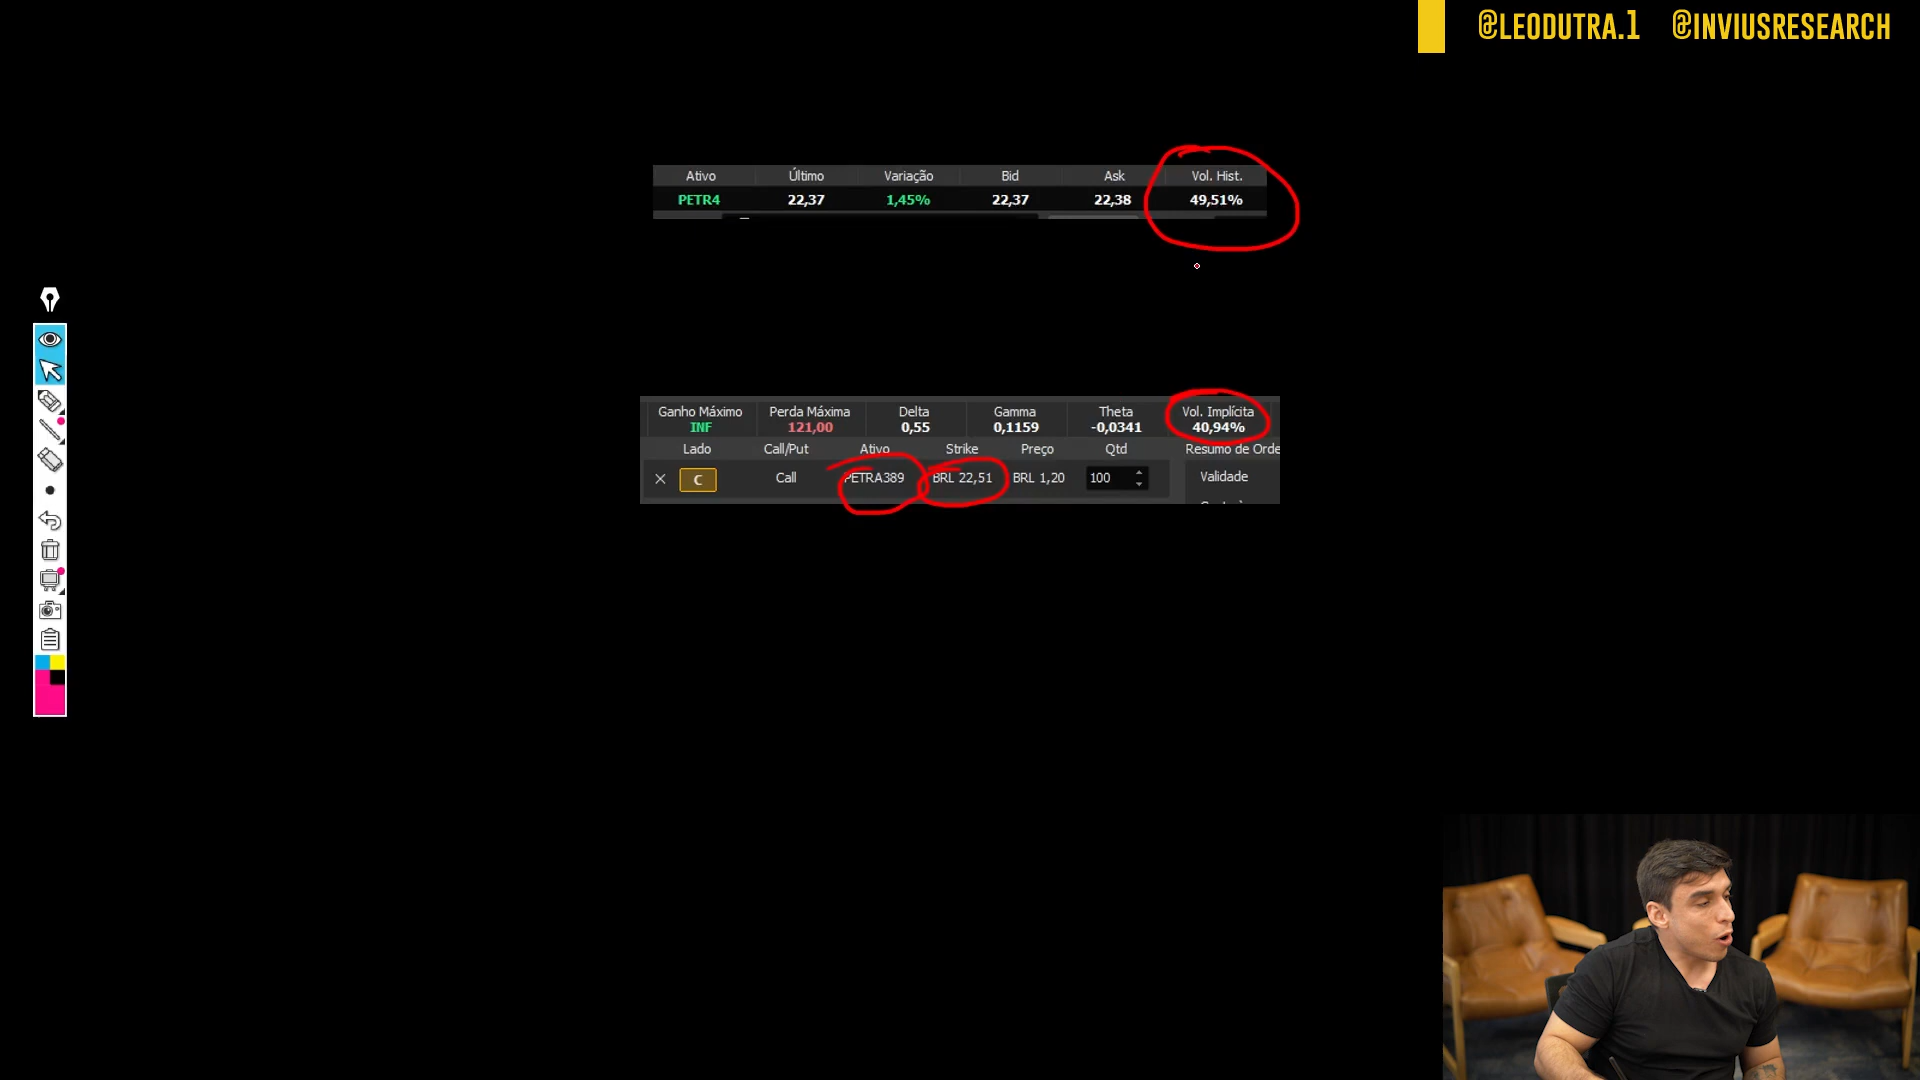 @LEODUTRA.1 @INVIUSRESEARCH
Ativo Último Variação Bid Ask Vol. Hist.
PETR4 22,37 1,45% 22,37 22,38 49,51%
Ganho Máximo Perda Máxima Delta Gamma Theta Vol. Implícita
INF 121,00 0,55 0,1159 -0,0341 40,94%
Lado Call/Put Ativo Strike Preço Qtd Resumo de Orde
C Call PETRA389 BRL 22,51 BRL 1,20 100 Validade